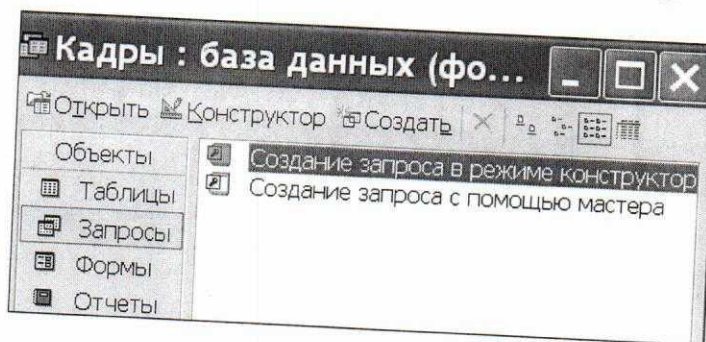 Кадры : база данных (фо...
Открыть Конструктор Создать
Объекты
Таблицы
Запросы
Формы
Отчеты
Создание запроса в режиме конструктор
Создание запроса с помощью мастера